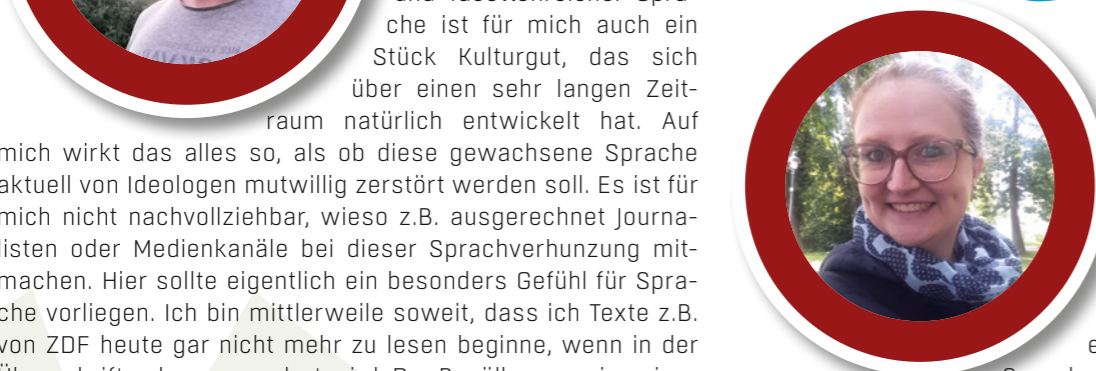 che ist für mich auch ein
Stück Kulturgut, das sich
über einen sehr langen Zeit-
raum natürlich entwickelt hat. Auf
mich wirkt das alles so, als ob diese gewachsene Sprache
aktuell von Ideologen mutwillig zerstört werden soll. Es ist für
mich nicht nachvollziehbar, wieso z.B. ausgerechnet Journa-
listen oder Medienkanäle bei dieser Sprachverhunzung mit-
machen. Hier sollte eigentlich ein besonders Gefühl für Spra-
che vorliegen. Ich bin mittlerweile soweit, dass ich Texte z.B.
von ZDF heute gar nicht mehr zu lesen beginne, wenn in der